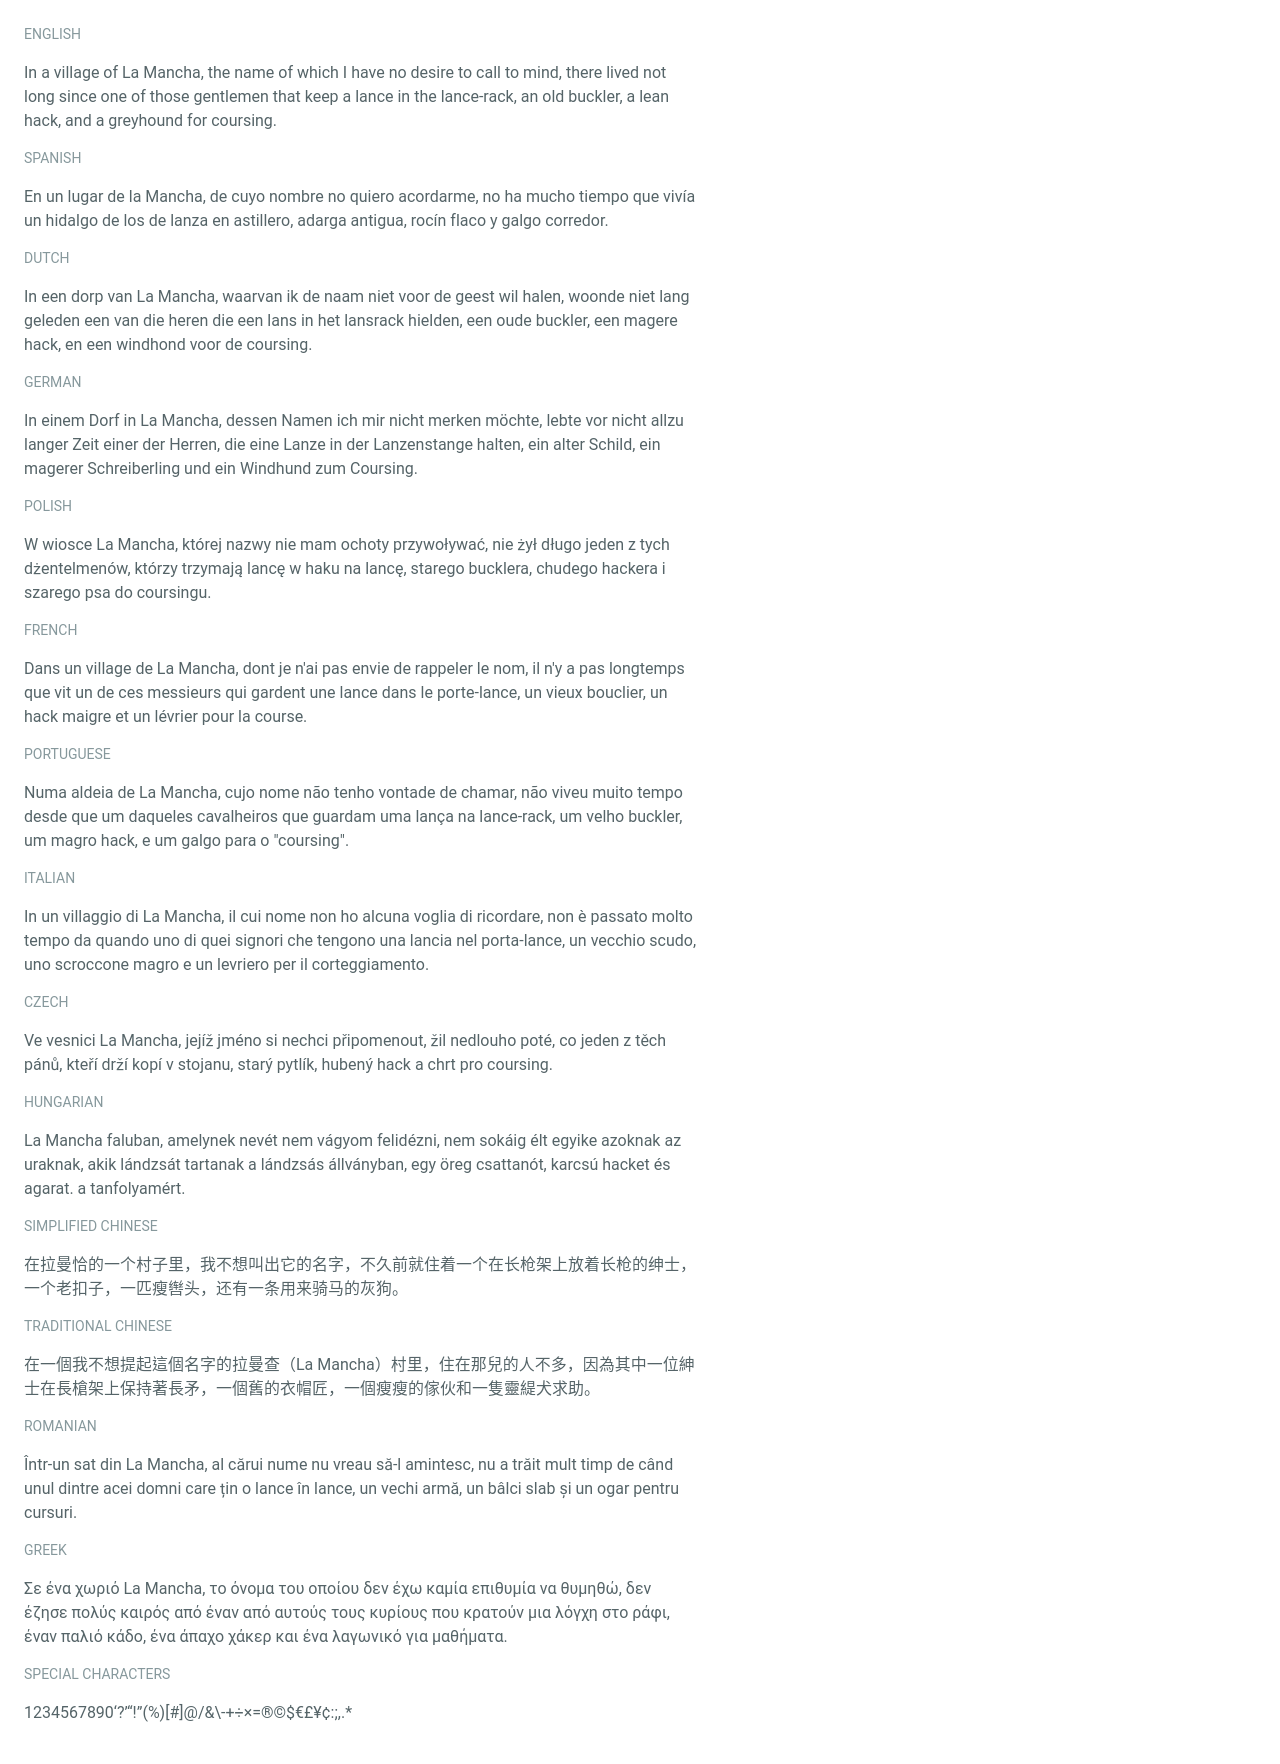 ENGLISH
In a village of La Mancha, the name of which I have no desire to call to mind, there lived not
long since one of those gentlemen that keep a lance in the lance-rack, an old buckler, a lean
hack, and a greyhound for coursing.
SPANISH
En un lugar de la Mancha, de cuyo nombre no quiero acordarme, no ha mucho tiempo que vivía
un hidalgo de los de lanza en astillero, adarga antigua, rocín flaco y galgo corredor.
DUTCH
In een dorp van La Mancha, waarvan ik de naam niet voor de geest wil halen, woonde niet lang
geleden een van die heren die een lans in het lansrack hielden, een oude buckler, een magere
hack, en een windhond voor de coursing.
GERMAN
In einem Dorf in La Mancha, dessen Namen ich mir nicht merken möchte, lebte vor nicht allzu
langer Zeit einer der Herren, die eine Lanze in der Lanzenstange halten, ein alter Schild, ein
magerer Schreiberling und ein Windhund zum Coursing.
POLISH
W wiosce La Mancha, której nazwy nie mam ochoty przywoływać, nie żył długo jeden z tych
dżentelmenów, którzy trzymają lancę w haku na lancę, starego bucklera, chudego hackera i
szarego psa do coursingu.
FRENCH
Dans un village de La Mancha, dont je n'ai pas envie de rappeler le nom, il n'y a pas longtemps
que vit un de ces messieurs qui gardent une lance dans le porte-lance, un vieux bouclier, un
hack maigre et un lévrier pour la course.
PORTUGUESE
Numa aldeia de La Mancha, cujo nome não tenho vontade de chamar, não viveu muito tempo
desde que um daqueles cavalheiros que guardam uma lança na lance-rack, um velho buckler,
um magro hack, e um galgo para o "coursing".
ITALIAN
In un villaggio di La Mancha, il cui nome non ho alcuna voglia di ricordare, non è passato molto
tempo da quando uno di quei signori che tengono una lancia nel porta-lance, un vecchio scudo,
uno scroccone magro e un levriero per il corteggiamento.
CZECH
Ve vesnici La Mancha, jejíž jméno si nechci připomenout, žil nedlouho poté, co jeden z těch
pánů, kteří drží kopí v stojanu, starý pytlík, hubený hack a chrt pro coursing.
HUNGARIAN
La Mancha faluban, amelynek nevét nem vágyom felidézni, nem sokáig élt egyike azoknak az
uraknak, akik lándzsát tartanak a lándzsás állványban, egy öreg csattanót, karcsú hacket és
agarat. a tanfolyamért.
SIMPLIFIED CHINESE
在拉曼恰的一个村子里，我不想叫出它的名字，不久前就住着一个在长枪架上放着长枪的绅士，
一个老扣子，一匹瘦辔头，还有一条用来骑马的灰狗。
TRADITIONAL CHINESE
在一個我不想提起這個名字的拉曼查（La Mancha）村里，住在那兒的人不多，因為其中一位紳
士在長槍架上保持著長矛，一個舊的衣帽匠，一個瘦瘦的傢伙和一隻靈緹犬求助。
ROMANIAN
Într-un sat din La Mancha, al cărui nume nu vreau să-l amintesc, nu a trăit mult timp de când
unul dintre acei domni care țin o lance în lance, un vechi armă, un bâlci slab și un ogar pentru
cursuri.
GREEK
Σε ένα χωριό La Mancha, το όνομα του οποίου δεν έχω καμία επιθυμία να θυμηθώ, δεν
έζησε πολύς καιρός από έναν από αυτούς τους κυρίους που κρατούν μια λόγχη στο ράφι,
έναν παλιό κάδο, ένα άπαχο χάκερ και ένα λαγωνικό για μαθήματα.
SPECIAL CHARACTERS
1234567890‘?’“!”(%)[#]@/&\-+÷×=®©$€£¥¢:;,.*